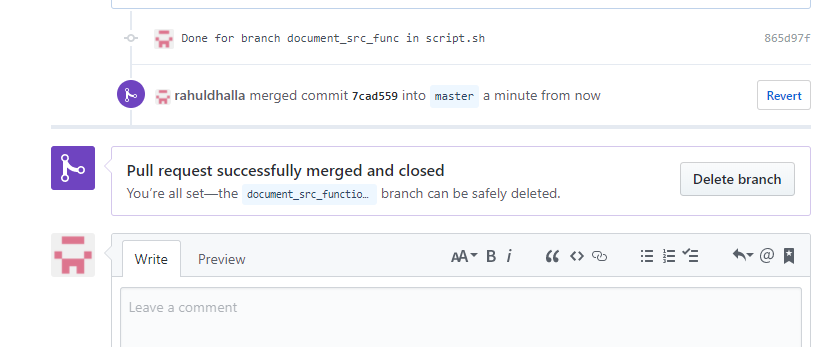 Done for branch document_src_func in script.sh 865d97f
rahuldhalla merged commit 7cad559 into master a minute from now Revert
Pull request successfully merged and closed
You're all set—the document_src_functio… branch can be safely deleted. Delete branch
Write Preview AA B i @
Leave a comment